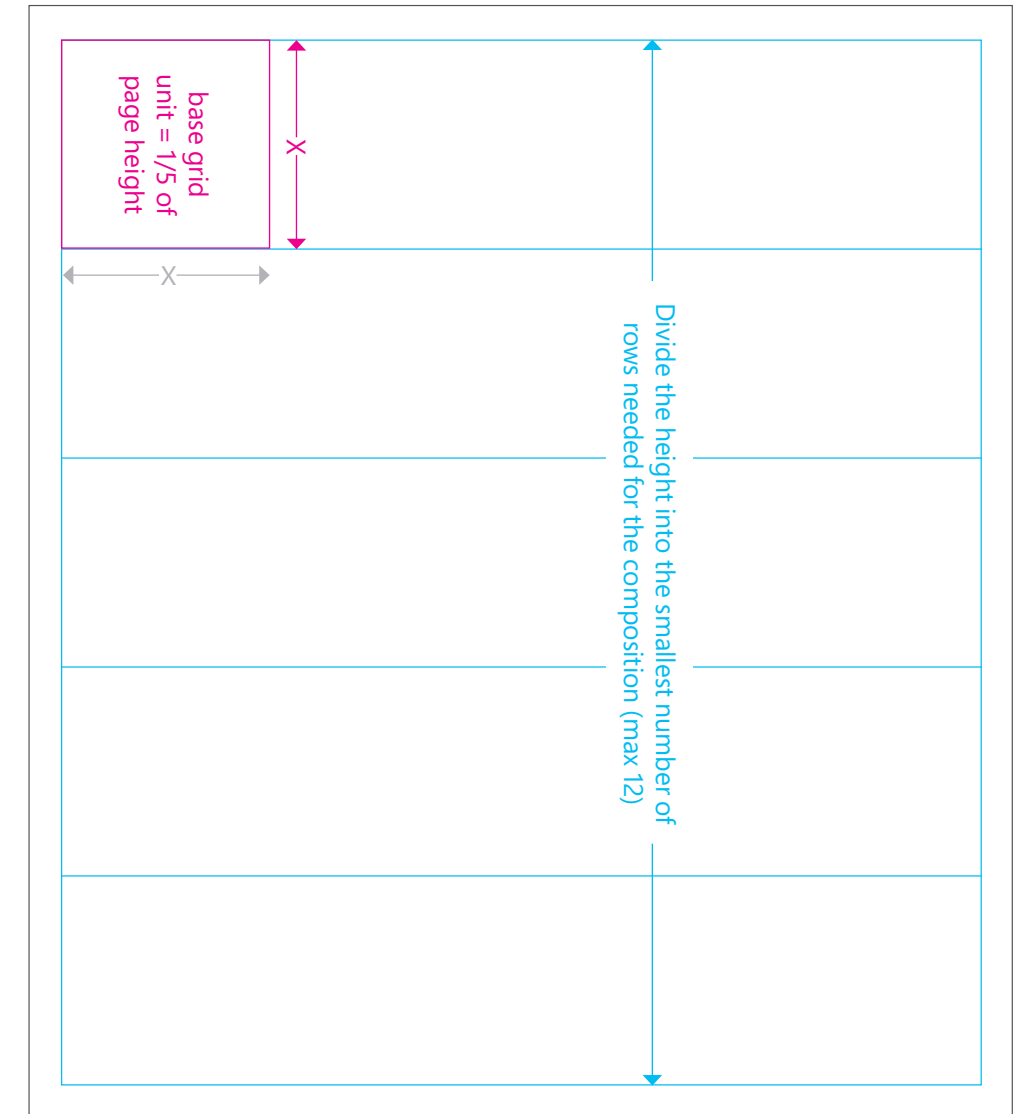 base grid
unit = 1/5 of
page height
X
X
Divide the height into the smallest number of
rows needed for the composition (max 12)